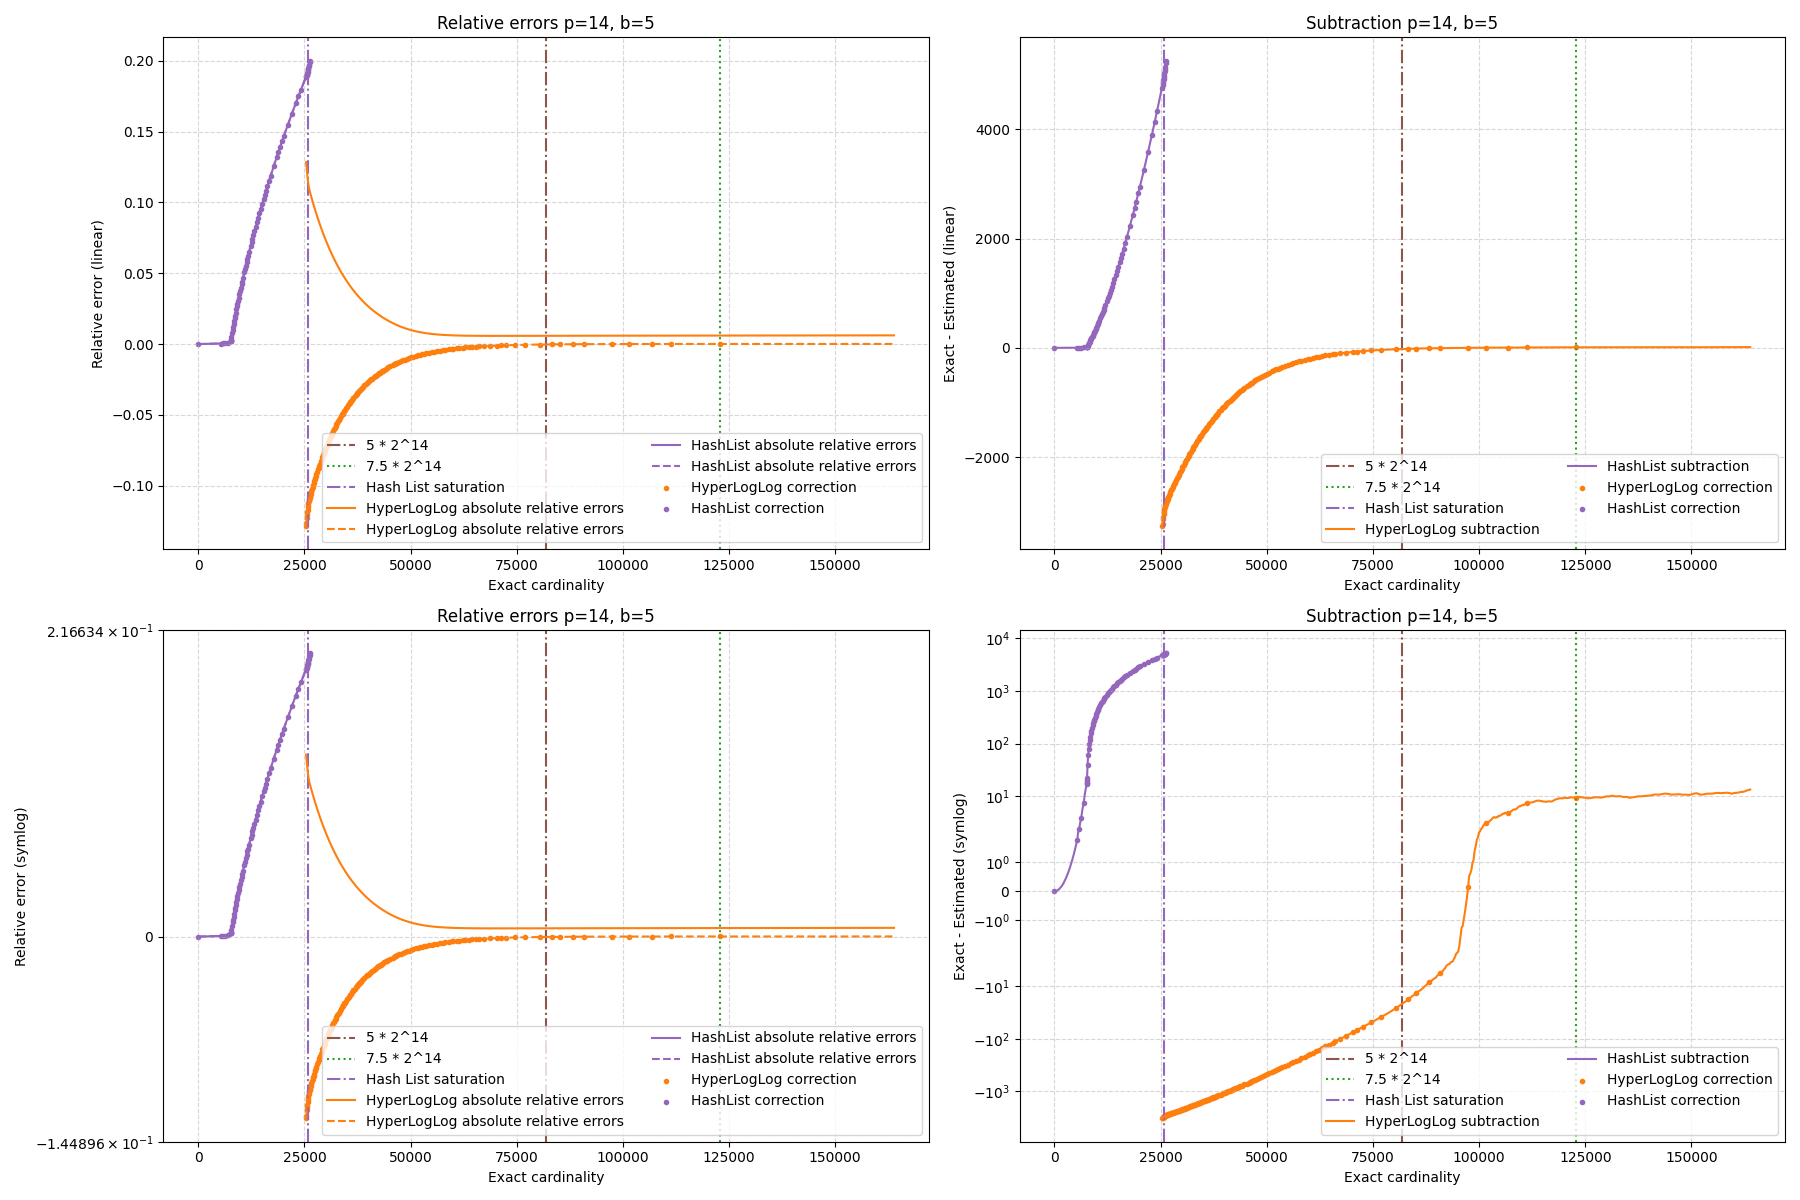 Relative errors p=14, b=5
Relative error (linear)
0.20
0.15
0.10
0.05
0.00
−0.05
−0.10
0
25000
50000
75000
100000
125000
150000
Exact cardinality
5 * 2^14
7.5 * 2^14
Hash List saturation
HyperLogLog absolute relative errors
HyperLogLog absolute relative errors
HashList absolute relative errors
HashList absolute relative errors
HyperLogLog correction
HashList correction
Subtraction p=14, b=5
Exact - Estimated (linear)
4000
2000
0
−2000
0
25000
50000
75000
100000
125000
150000
Exact cardinality
5 * 2^14
7.5 * 2^14
Hash List saturation
HyperLogLog subtraction
HashList subtraction
HyperLogLog correction
HashList correction
Relative errors p=14, b=5
Relative error (symlog)
2.16634 × 10^-1
0
−1.44896 × 10^-1
0
25000
50000
75000
100000
125000
150000
Exact cardinality
5 * 2^14
7.5 * 2^14
Hash List saturation
HyperLogLog absolute relative errors
HyperLogLog absolute relative errors
HashList absolute relative errors
HashList absolute relative errors
HyperLogLog correction
HashList correction
Subtraction p=14, b=5
Exact - Estimated (symlog)
10^4
10^3
10^2
10^1
10^0
0
−10^0
−10^1
−10^2
−10^3
0
25000
50000
75000
100000
125000
150000
Exact cardinality
5 * 2^14
7.5 * 2^14
Hash List saturation
HyperLogLog subtraction
HashList subtraction
HyperLogLog correction
HashList correction